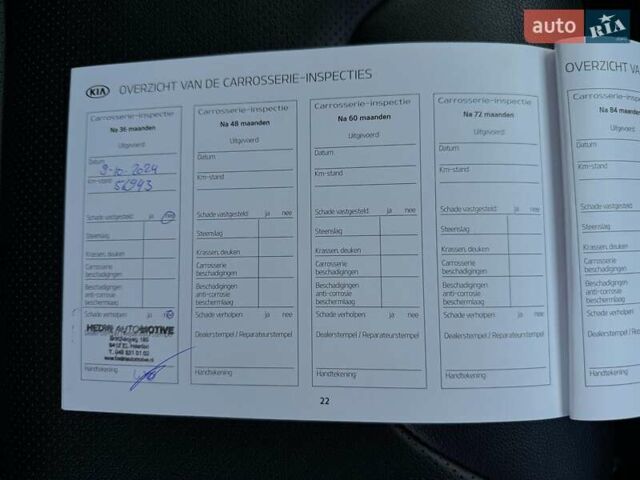 auto RIA
KIA OVERZICHT VAN DE CARROSSERIE-INSPECTIES
Carrosserie-inspectie
Na 36 maanden
Uitgevoerd
Datum
9-10-2024
Km-stand
56943
Schade vastgesteld: ja nee
Steenslag
Krassen, deuken
Carrosserie
beschadigingen
Beschadigingen
anti-corrosie
beschermlaag
Schade verholpen: ja nee
HEDIN AUTOMOTIVE
Dealerstempel / Reparateurstempel
Handtekening
Carrosserie-inspectie
Na 48 maanden
Uitgevoerd
Datum
Km-stand
Schade vastgesteld: ja nee
Steenslag
Krassen, deuken
Carrosserie
beschadigingen
Beschadigingen
anti-corrosie
beschermlaag
Schade verholpen: ja nee
Dealerstempel / Reparateurstempel
Handtekening
Carrosserie-inspectie
Na 60 maanden
Uitgevoerd
Datum
Km-stand
Schade vastgesteld: ja nee
Steenslag
Krassen, deuken
Carrosserie
beschadigingen
Beschadigingen
anti-corrosie
beschermlaag
Schade verholpen: ja nee
Dealerstempel / Reparateurstempel
Handtekening
Carrosserie-inspectie
Na 72 maanden
Uitgevoerd
Datum
Km-stand
Schade vastgesteld: ja nee
Steenslag
Krassen, deuken
Carrosserie
beschadigingen
Beschadigingen
anti-corrosie
beschermlaag
Schade verholpen: ja nee
Dealerstempel / Reparateurstempel
Handtekening
22
OVERZICHT VA
Carrosserie-insp
Na 84 maan
Uitgevoe
Datum
Km-stand
Schade vastgesteld:
Steenslag
Krassen, deuken
Carrosserie
beschadigingen
Beschadigingen
anti-corrosie
beschermlaag
Schade verholpen:
Dealerstempel / Re
Handtekening